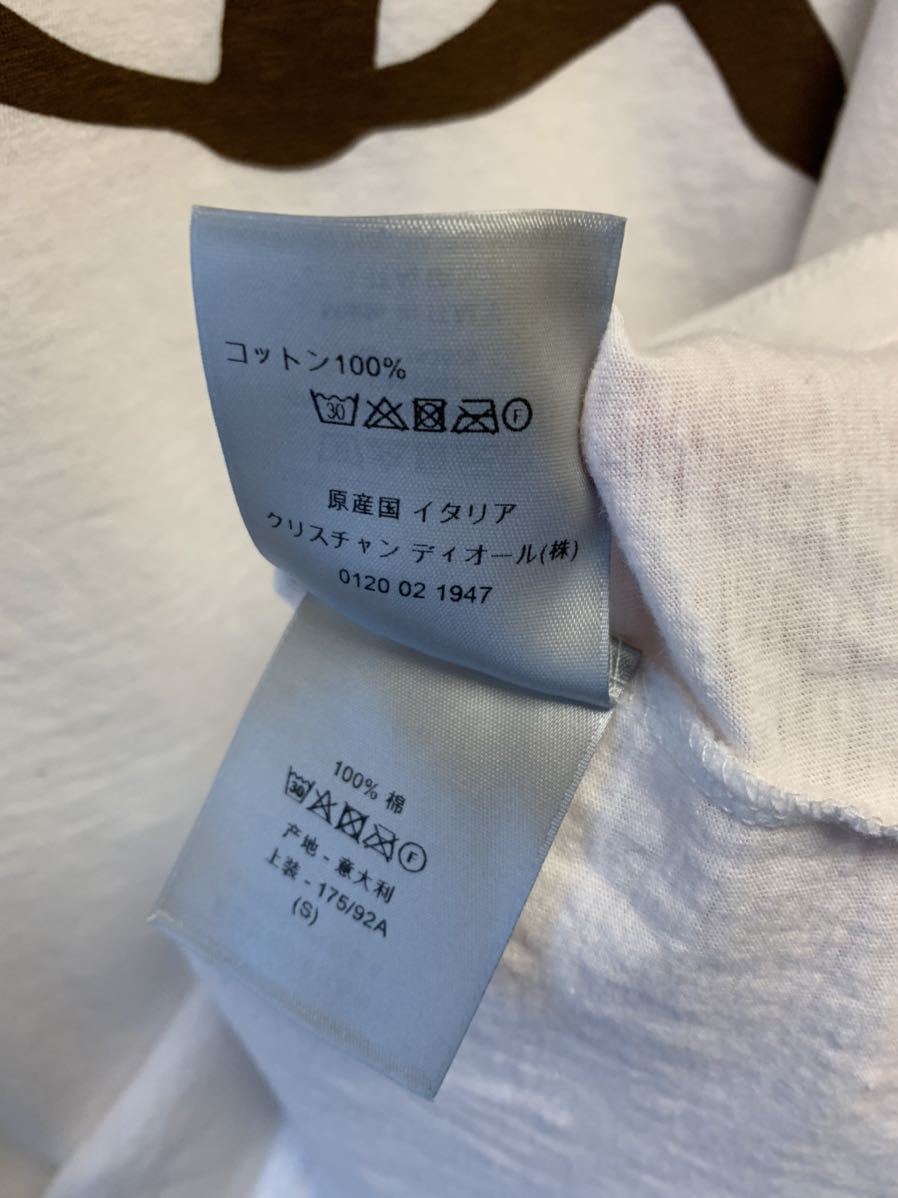 コットン100%
30 F
原産国 イタリア
クリスチャン ディオール(株)
0120 02 1947
100% 棉
30 F
产地 - 意大利
上装 - 175/92A
(S)